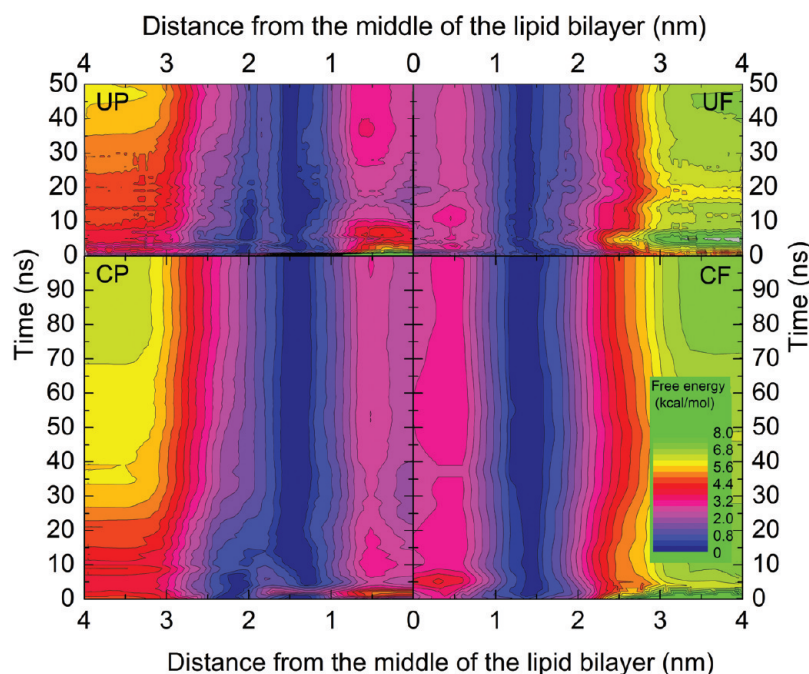 Distance from the middle of the lipid bilayer (nm)
4 3 2 1 0 1 2 3 4
50 UP UF 50
40 40
30 30
20 20
10 10
0 0
CP CF
90 90
80 80
70 70
60 60
50 50
40 40
30 30
20 20
10 10
0 0
Time (ns)
Time (ns)
Free energy
(kcal/mol)
8.0
6.8
5.6
4.4
3.2
2.0
0.8
0
4 3 2 1 0 1 2 3 4
Distance from the middle of the lipid bilayer (nm)